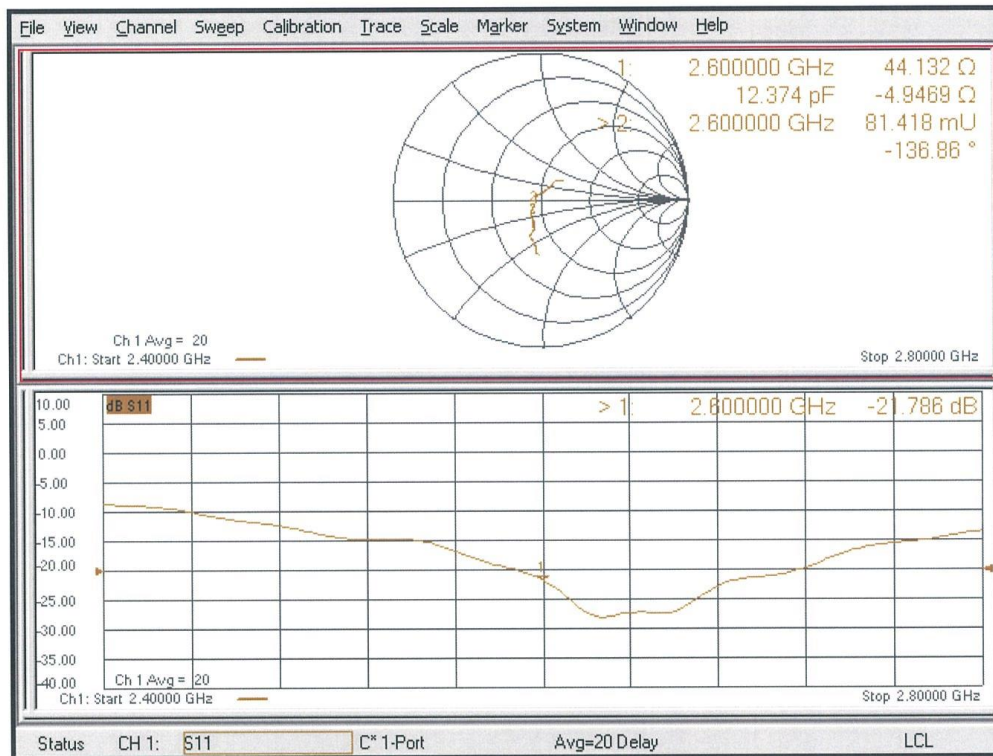 File View Channel Sweep Calibration Trace Scale Marker System Window Help
1: 2.600000 GHz 44.132 Ω
12.374 pF -4.9469 Ω
> 2: 2.600000 GHz 81.418 mU
-136.86 °
Ch 1 Avg = 20
Ch1: Start 2.40000 GHz
Stop 2.80000 GHz
10.00
dB S11
> 1: 2.600000 GHz -21.786 dB
5.00
0.00
-5.00
-10.00
-15.00
-20.00
1
-25.00
-30.00
-35.00
-40.00
Ch 1 Avg = 20
Ch1: Start 2.40000 GHz
Stop 2.80000 GHz
Status CH 1: S11 C* 1-Port Avg=20 Delay LCL